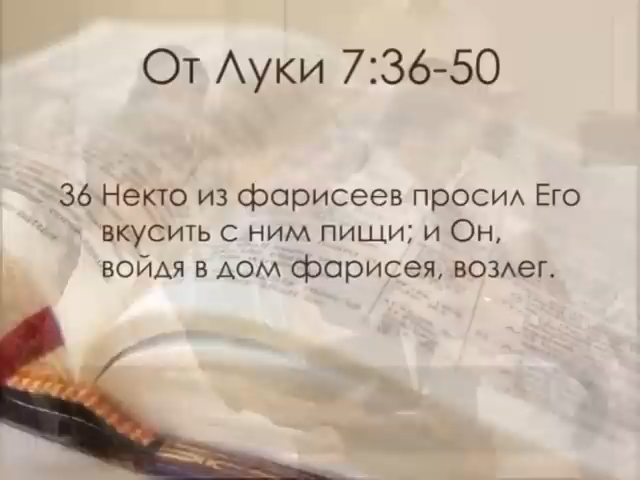 От Луки 7:36-50
36 Некто из фарисеев просил Его
вкусить с ним пищи; и Он,
войдя в дом фарисея, возлег.